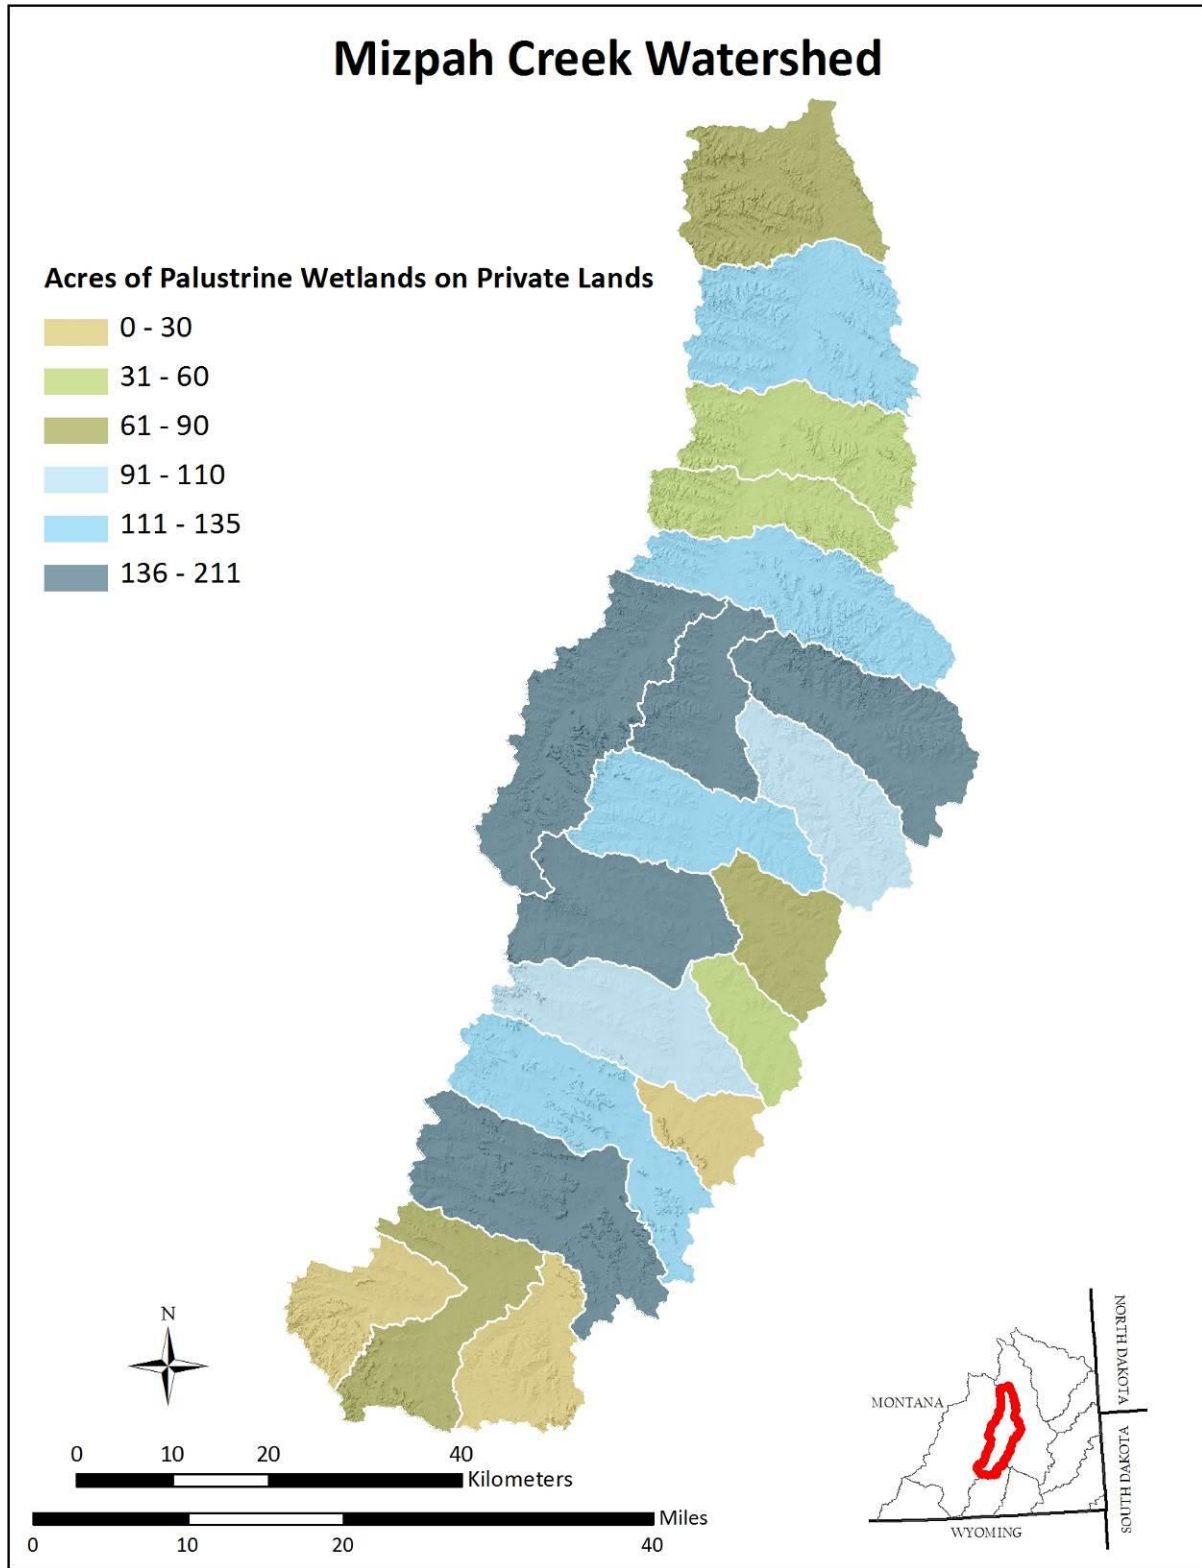 Mizpah Creek Watershed
Acres of Palustrine Wetlands on Private Lands
0 - 30
31 - 60
61 - 90
91 - 110
111 - 135
136 - 211
N
0 10 20 40
Kilometers
Miles
0 10 20 40
MONTANA
NORTH DAKOTA
SOUTH DAKOTA
WYOMING